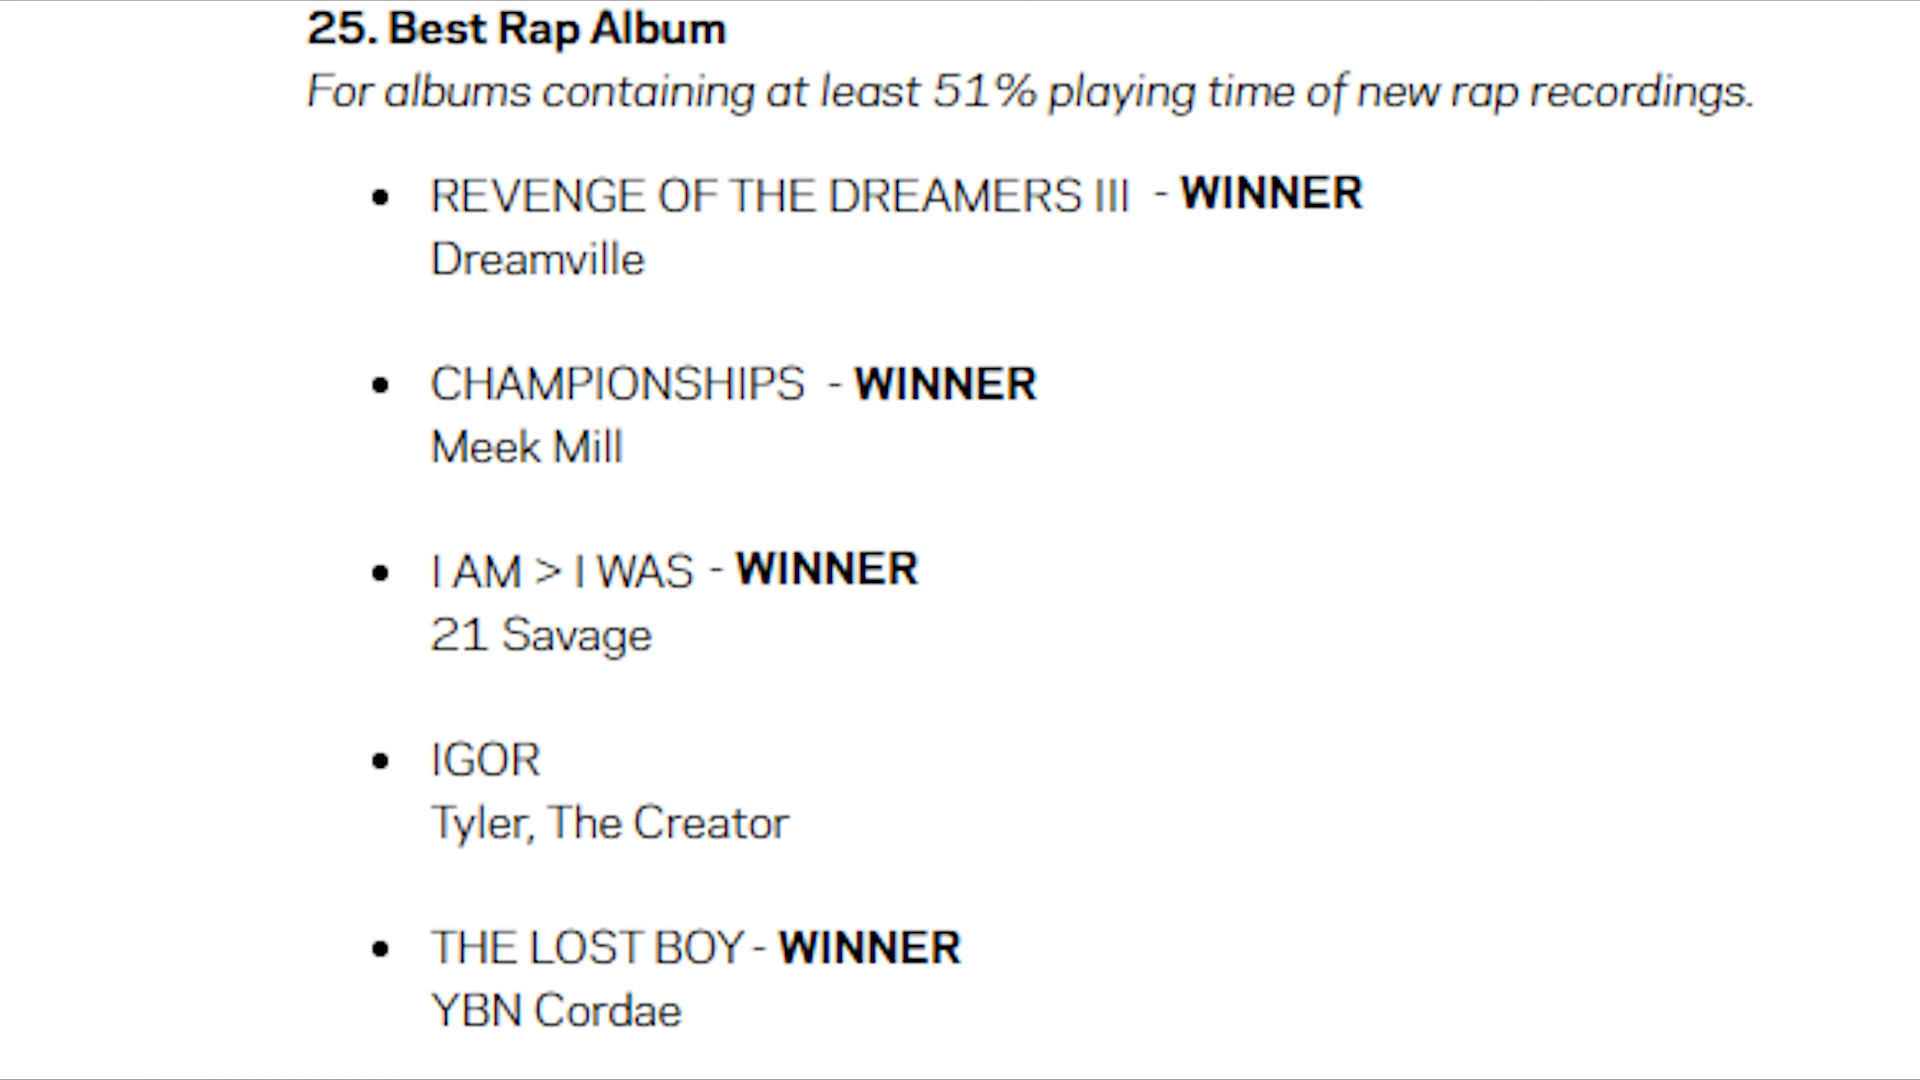 25. Best Rap Album
For albums containing at least 51% playing time of new rap recordings.
• REVENGE OF THE DREAMERS III - WINNER
Dreamville
• CHAMPIONSHIPS - WINNER
Meek Mill
• I AM > I WAS - WINNER
21 Savage
• IGOR
Tyler, The Creator
• THE LOST BOY - WINNER
YBN Cordae